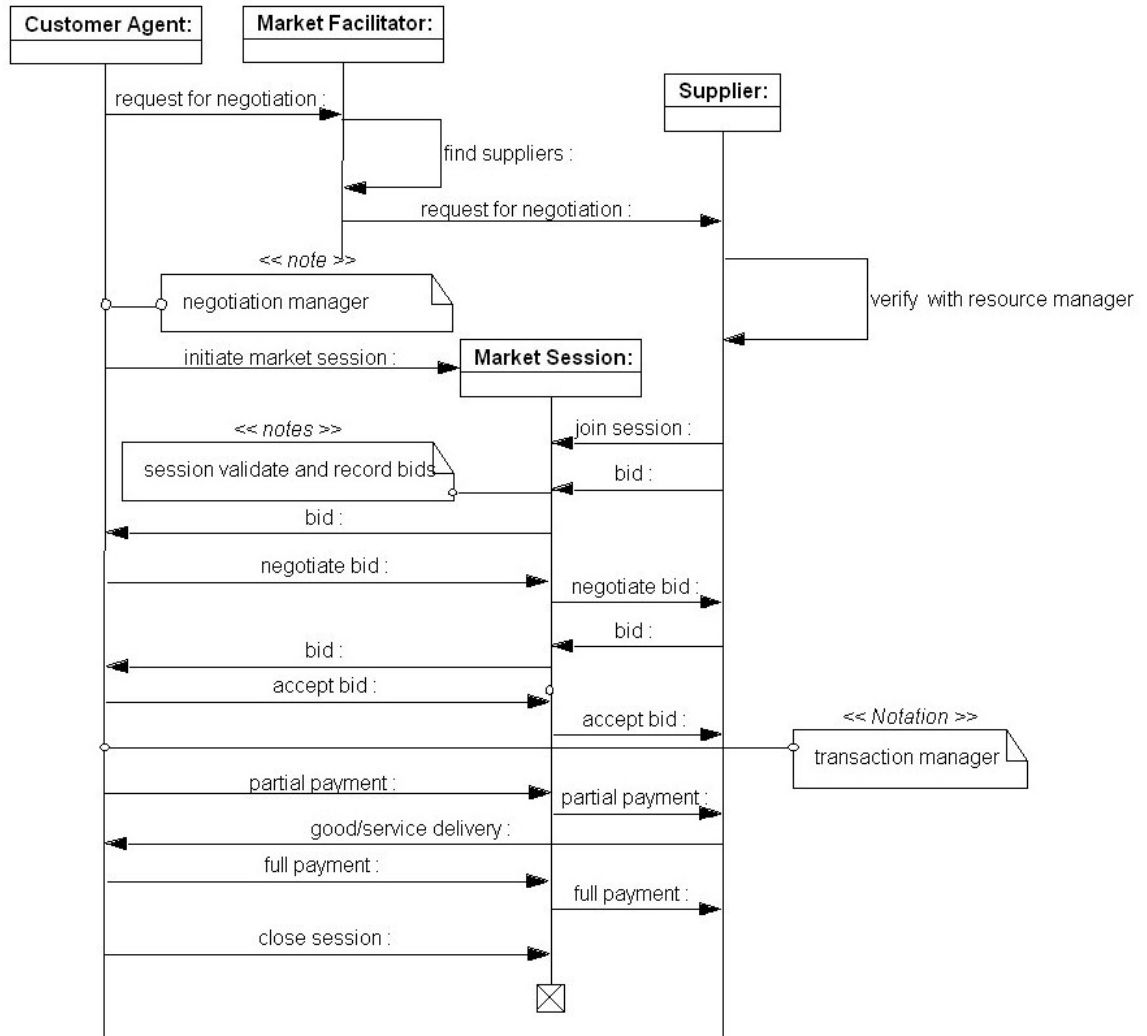 Customer Agent:
Market Facilitator:
Supplier:
request for negotiation :
find suppliers :
request for negotiation :
<< note >>
negotiation manager
verify with resource manager
initiate market session :
Market Session:
<< notes >>
join session :
session validate and record bids
bid :
bid :
negotiate bid :
negotiate bid :
bid :
bid :
accept bid :
accept bid :
<< Notation >>
transaction manager
partial payment :
partial payment :
good/service delivery :
full payment :
full payment :
close session :